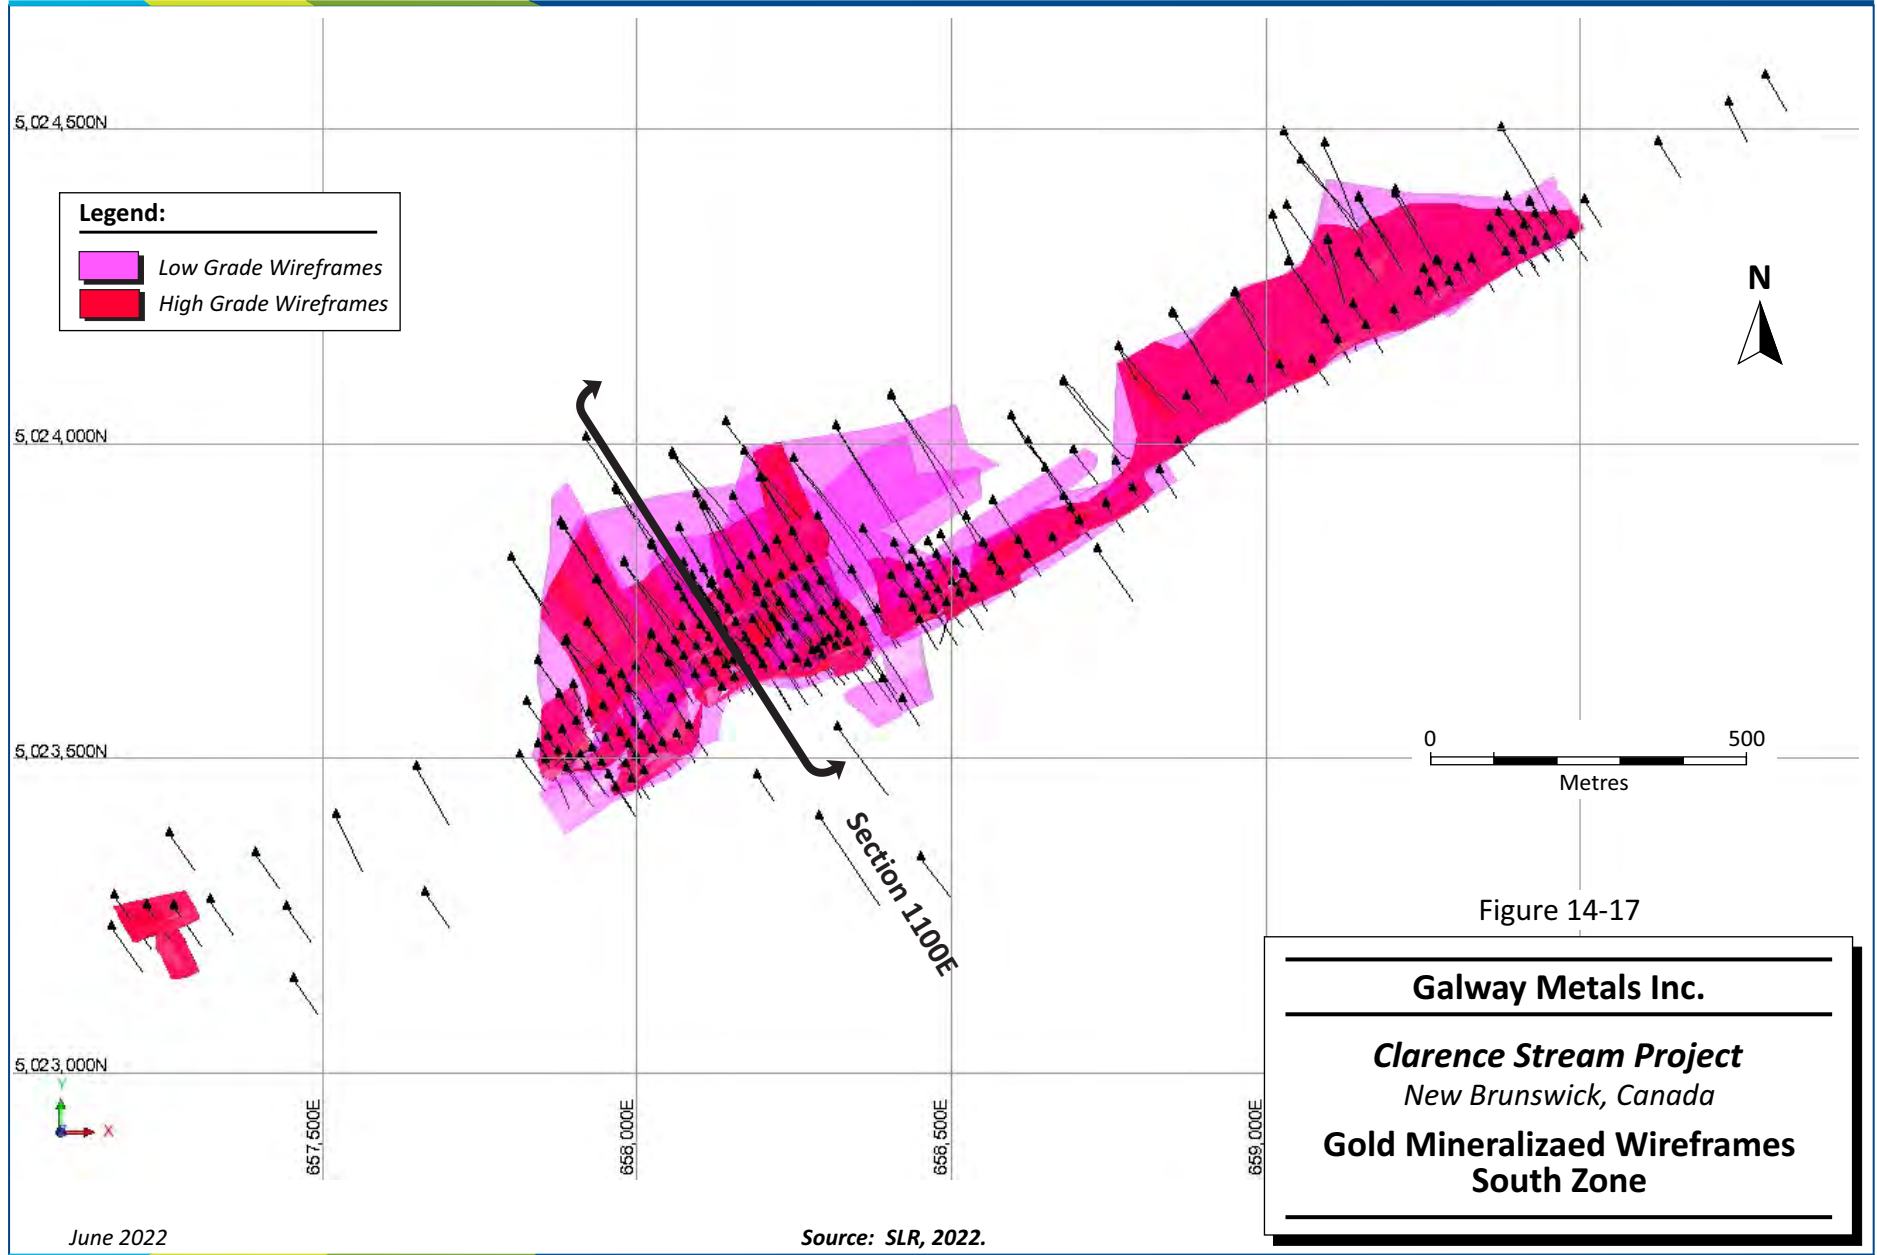 5,024,500N
Legend:
Low Grade Wireframes
High Grade Wireframes
N
5,024,000N
0 500
Metres
5,023,500N
Section 1100E
Figure 14-17
Galway Metals Inc.
Clarence Stream Project
New Brunswick, Canada
Gold Mineralizaed Wireframes
South Zone
5,023,000N
Y
X
657,500E
658,000E
658,500E
659,000E
June 2022
Source: SLR, 2022.